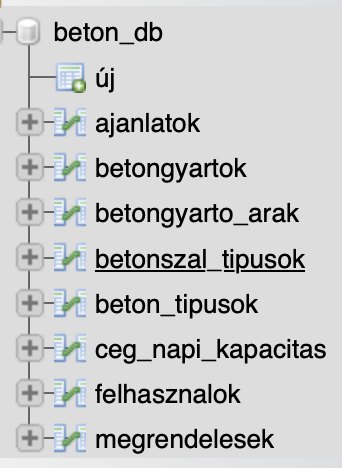 beton_db
új
ajanlatok
betongyartok
betongyarto_arak
betonszal_tipusok
beton_tipusok
ceg_napi_kapacitas
felhasznalok
megrendelesek